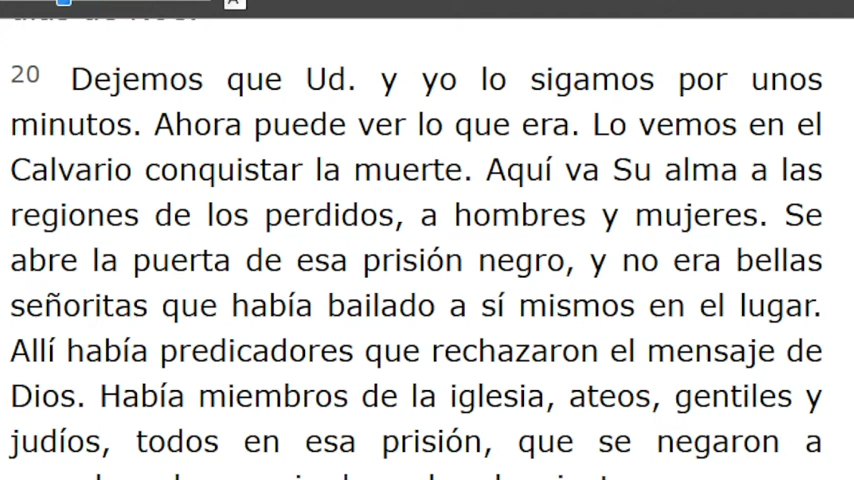 20 Dejemos que Ud. y yo lo sigamos por unos
minutos. Ahora puede ver lo que era. Lo vemos en el
Calvario conquistar la muerte. Aquí va Su alma a las
regiones de los perdidos, a hombres y mujeres. Se
abre la puerta de esa prisión negro, y no era bellas
señoritas que había bailado a sí mismos en el lugar.
Allí había predicadores que rechazaron el mensaje de
Dios. Había miembros de la iglesia, ateos, gentiles y
judíos, todos en esa prisión, que se negaron a